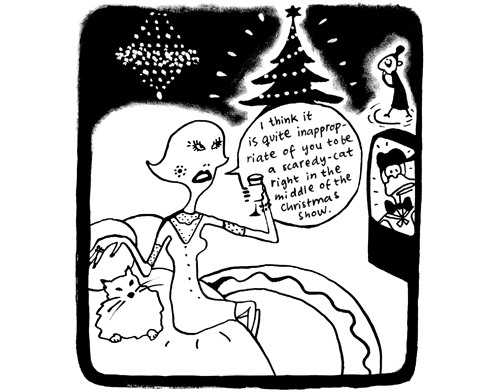 I think it
is quite inapprop-
riate of you to be
a scaredy-cat
right in the
middle of the
Christmas
show.